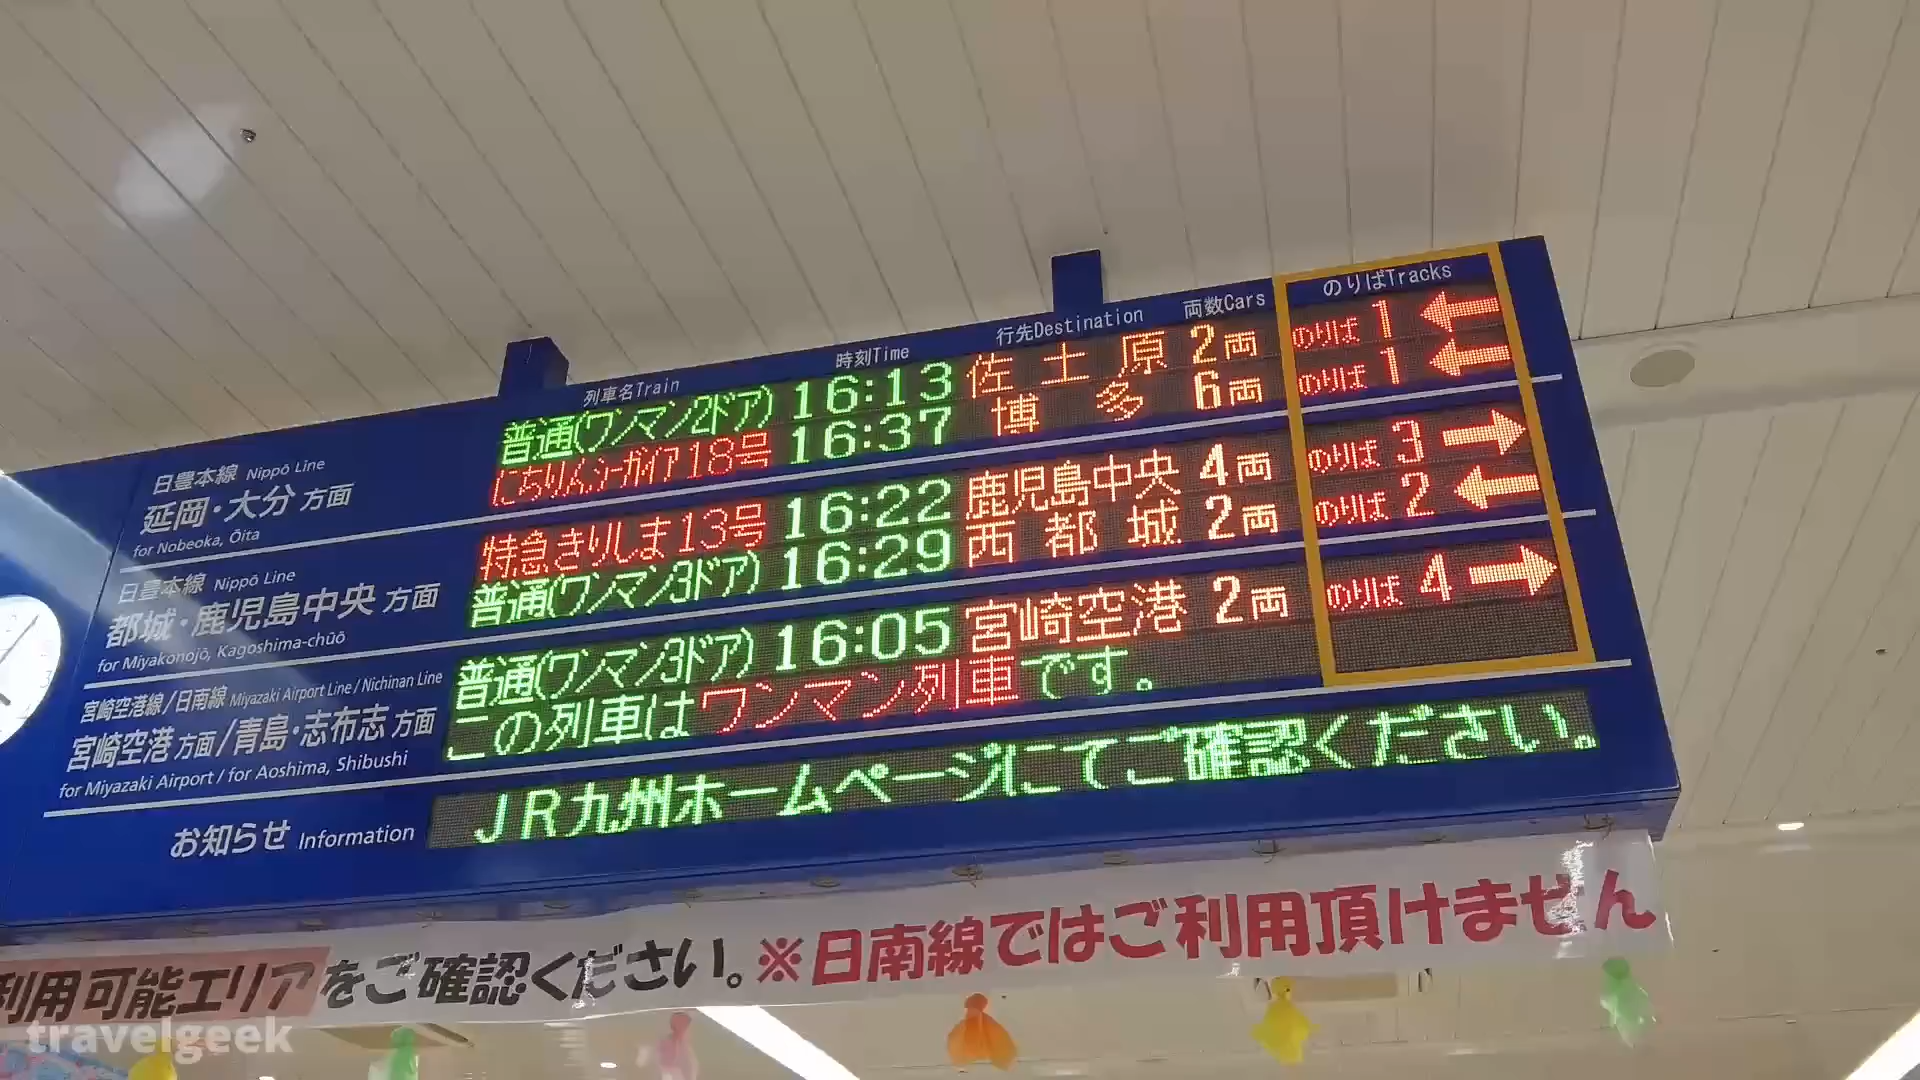 列車名Train 時刻Time 行先Destination 両数Cars のりばTracks
日豊本線 Nippō Line
延岡・大分 方面
for Nobeoka, Ōita
普通(ワンマン2ドア) 16:13 佐土原 2両 のりば 1 ←
にちりんシーガイア18号 16:37 博多 6両 のりば 1 ←
日豊本線 Nippō Line
都城・鹿児島中央 方面
for Miyakonojō, Kagoshima-chūō
特急きりしま13号 16:22 鹿児島中央 4両 のりば 3 →
普通(ワンマン3ドア) 16:29 西都城 2両 のりば 2 ←
宮崎空港線/日南線 Miyazaki Airport Line / Nichinan Line
宮崎空港 方面/青島・志布志 方面
for Miyazaki Airport / for Aoshima, Shibushi
普通(ワンマン3ドア) 16:05 宮崎空港 2両 のりば 4 →
この列車はワンマン列車です。
お知らせ Information
JR九州ホームページにてご確認ください。
利用可能エリアをご確認ください。※日南線ではご利用頂けません
travelgeek